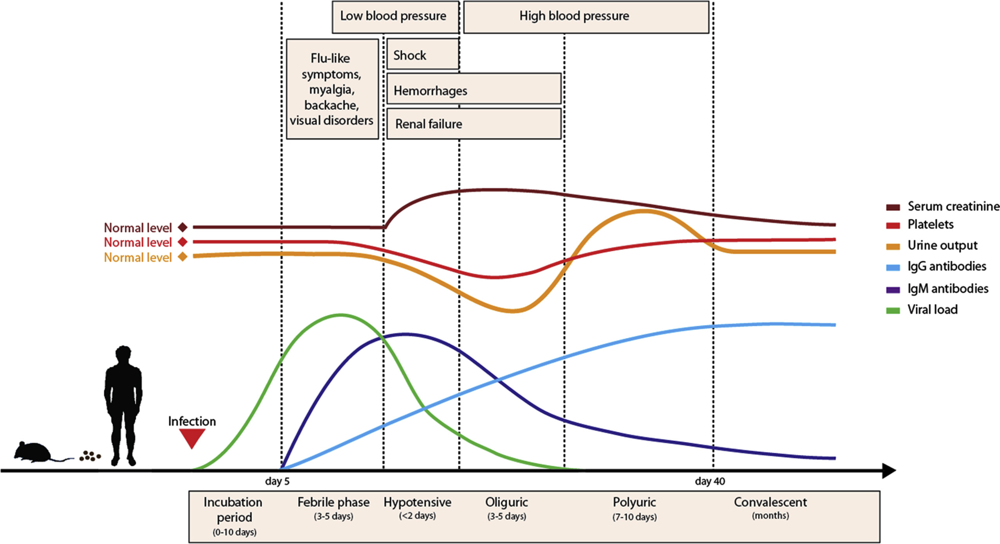 Low blood pressure
High blood pressure
Flu-like
symptoms,
myalgia,
backache,
visual disorders
Shock
Hemorrhages
Renal failure
Normal level
Normal level
Normal level
Serum creatinine
Platelets
Urine output
IgG antibodies
IgM antibodies
Viral load
Infection
day 5
day 40
Incubation
period
(0-10 days)
Febrile phase
(3-5 days)
Hypotensive
(<2 days)
Oliguric
(3-5 days)
Polyuric
(7-10 days)
Convalescent
(months)